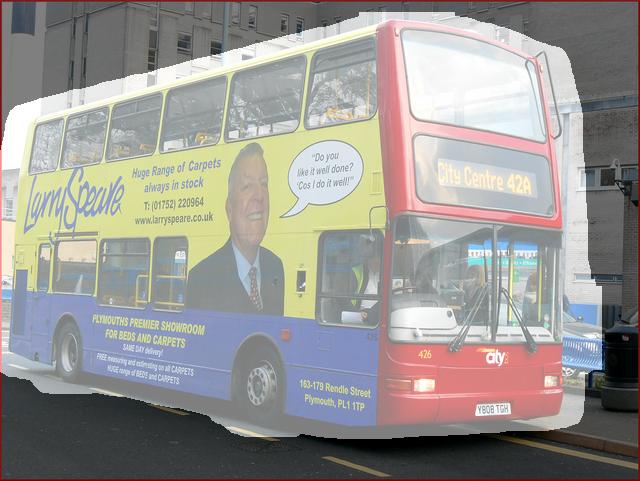 Larry Speare
Huge Range of Carpets
always in stock
T: (01752) 220964
www.larryspeare.co.uk
"Do you
like it well done?
'Cos I do it well!"
City Centre 42A
PLYMOUTHS PREMIER SHOWROOM
FOR BEDS AND CARPETS
SAME DAY delivery!
FREE measuring and estimating on all CARPETS
HUGE range of BEDS and CARPETS
163-179 Rendle Street
Plymouth, PL1 1TP
426
city
Y808 TGH